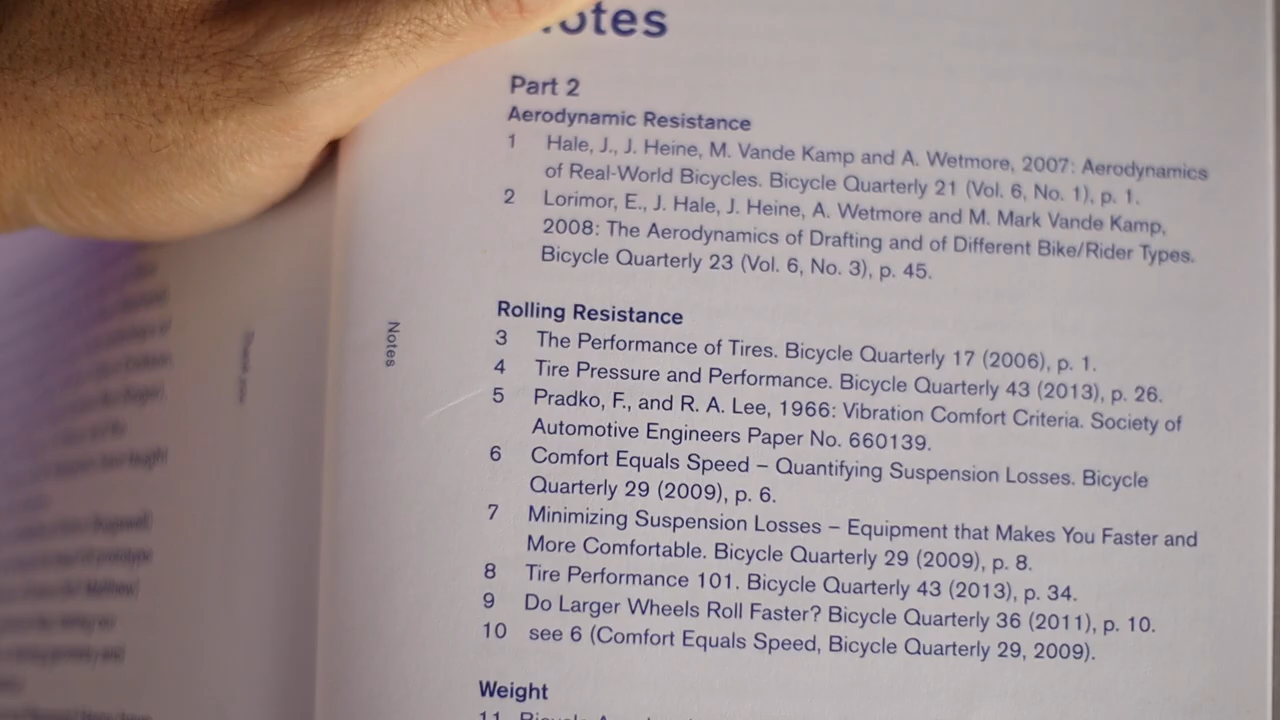 Notes
Part 2
Aerodynamic Resistance
1 Hale, J., J. Heine, M. Vande Kamp and A. Wetmore, 2007: Aerodynamics
of Real-World Bicycles. Bicycle Quarterly 21 (Vol. 6, No. 1), p. 1.
2 Lorimor, E., J. Hale, J. Heine, A. Wetmore and M. Mark Vande Kamp,
2008: The Aerodynamics of Drafting and of Different Bike/Rider Types.
Bicycle Quarterly 23 (Vol. 6, No. 3), p. 45.
Rolling Resistance
3 The Performance of Tires. Bicycle Quarterly 17 (2006), p. 1.
4 Tire Pressure and Performance. Bicycle Quarterly 43 (2013), p. 26.
5 Pradko, F., and R. A. Lee, 1966: Vibration Comfort Criteria. Society of
Automotive Engineers Paper No. 660139.
6 Comfort Equals Speed – Quantifying Suspension Losses. Bicycle
Quarterly 29 (2009), p. 6.
7 Minimizing Suspension Losses – Equipment that Makes You Faster and
More Comfortable. Bicycle Quarterly 29 (2009), p. 8.
8 Tire Performance 101. Bicycle Quarterly 43 (2013), p. 34.
9 Do Larger Wheels Roll Faster? Bicycle Quarterly 36 (2011), p. 10.
10 see 6 (Comfort Equals Speed, Bicycle Quarterly 29, 2009).
Weight
11 Bicycle
Notes
Thank you